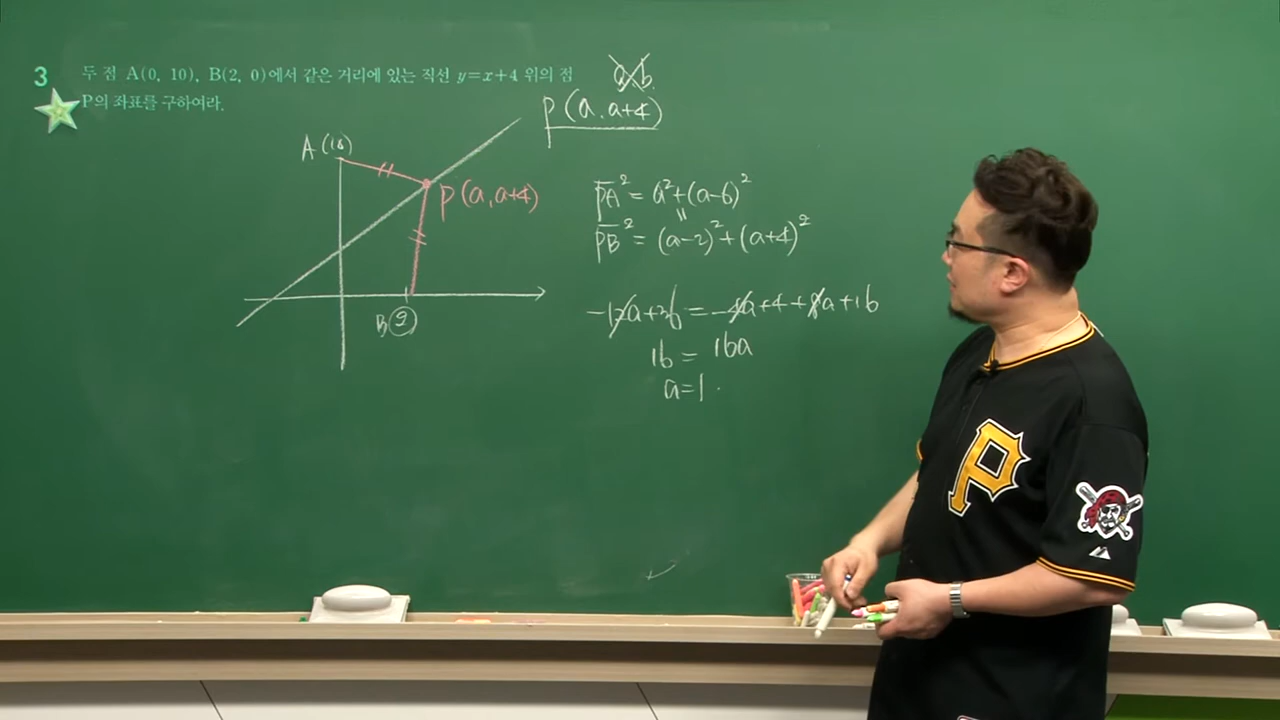 3 두 점 A(0, 10), B(2, 0)에서 같은 거리에 있는 직선 y=x+4 위의 점
P의 좌표를 구하여라.
a, b
P(a, a+4)
A(10)
P(a, a+4)
B(2)
PA² = a²+(a-6)²
=
PB² = (a-2)²+(a+4)²
-12a+36=-4a+4+8a+16
16 = 16a
a=1.
P